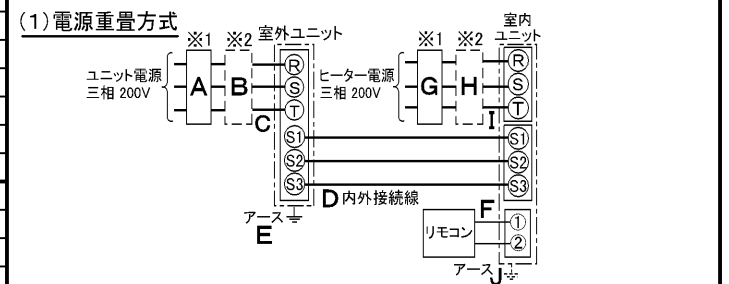 (1)電源重畳方式
※1 ※2 室外ユニット
※1 ※2 室内
ユニット
ユニット電源
三相 200V
A B
R
S
T
C
ヒーター電源
三相 200V
G H
R
S
T
I
S1
S2
S3
S1
S2
S3
D 内外接続線
アース
E
リモコン
F
①
②
アース
J